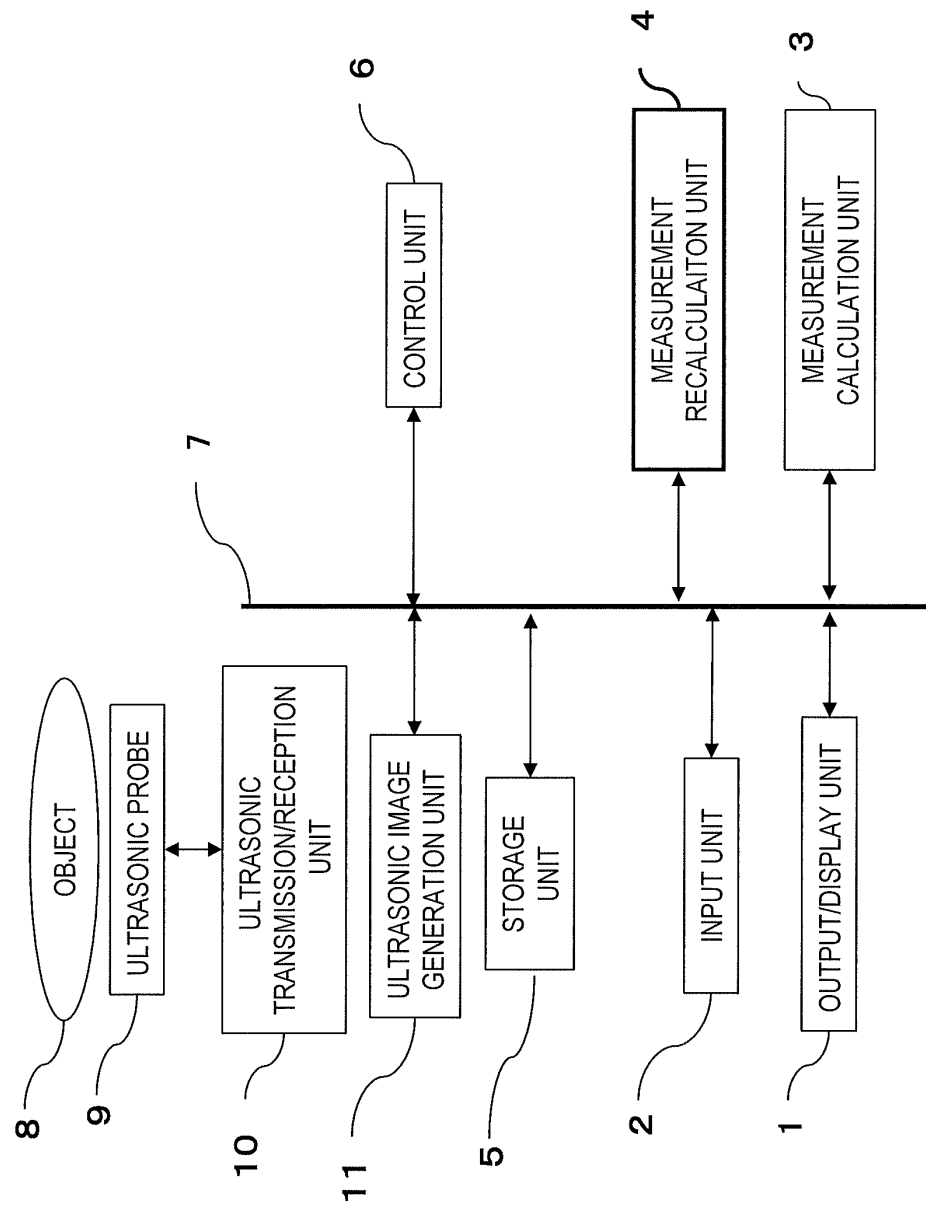 8
OBJECT
9
ULTRASONIC PROBE
10
ULTRASONIC
TRANSMISSION/RECEPTION
UNIT
11
ULTRASONIC IMAGE
GENERATION UNIT
7
6
CONTROL UNIT
5
STORAGE
UNIT
4
MEASUREMENT
RECALCULAITON UNIT
2
INPUT UNIT
3
MEASUREMENT
CALCULATION UNIT
1
OUTPUT/DISPLAY UNIT